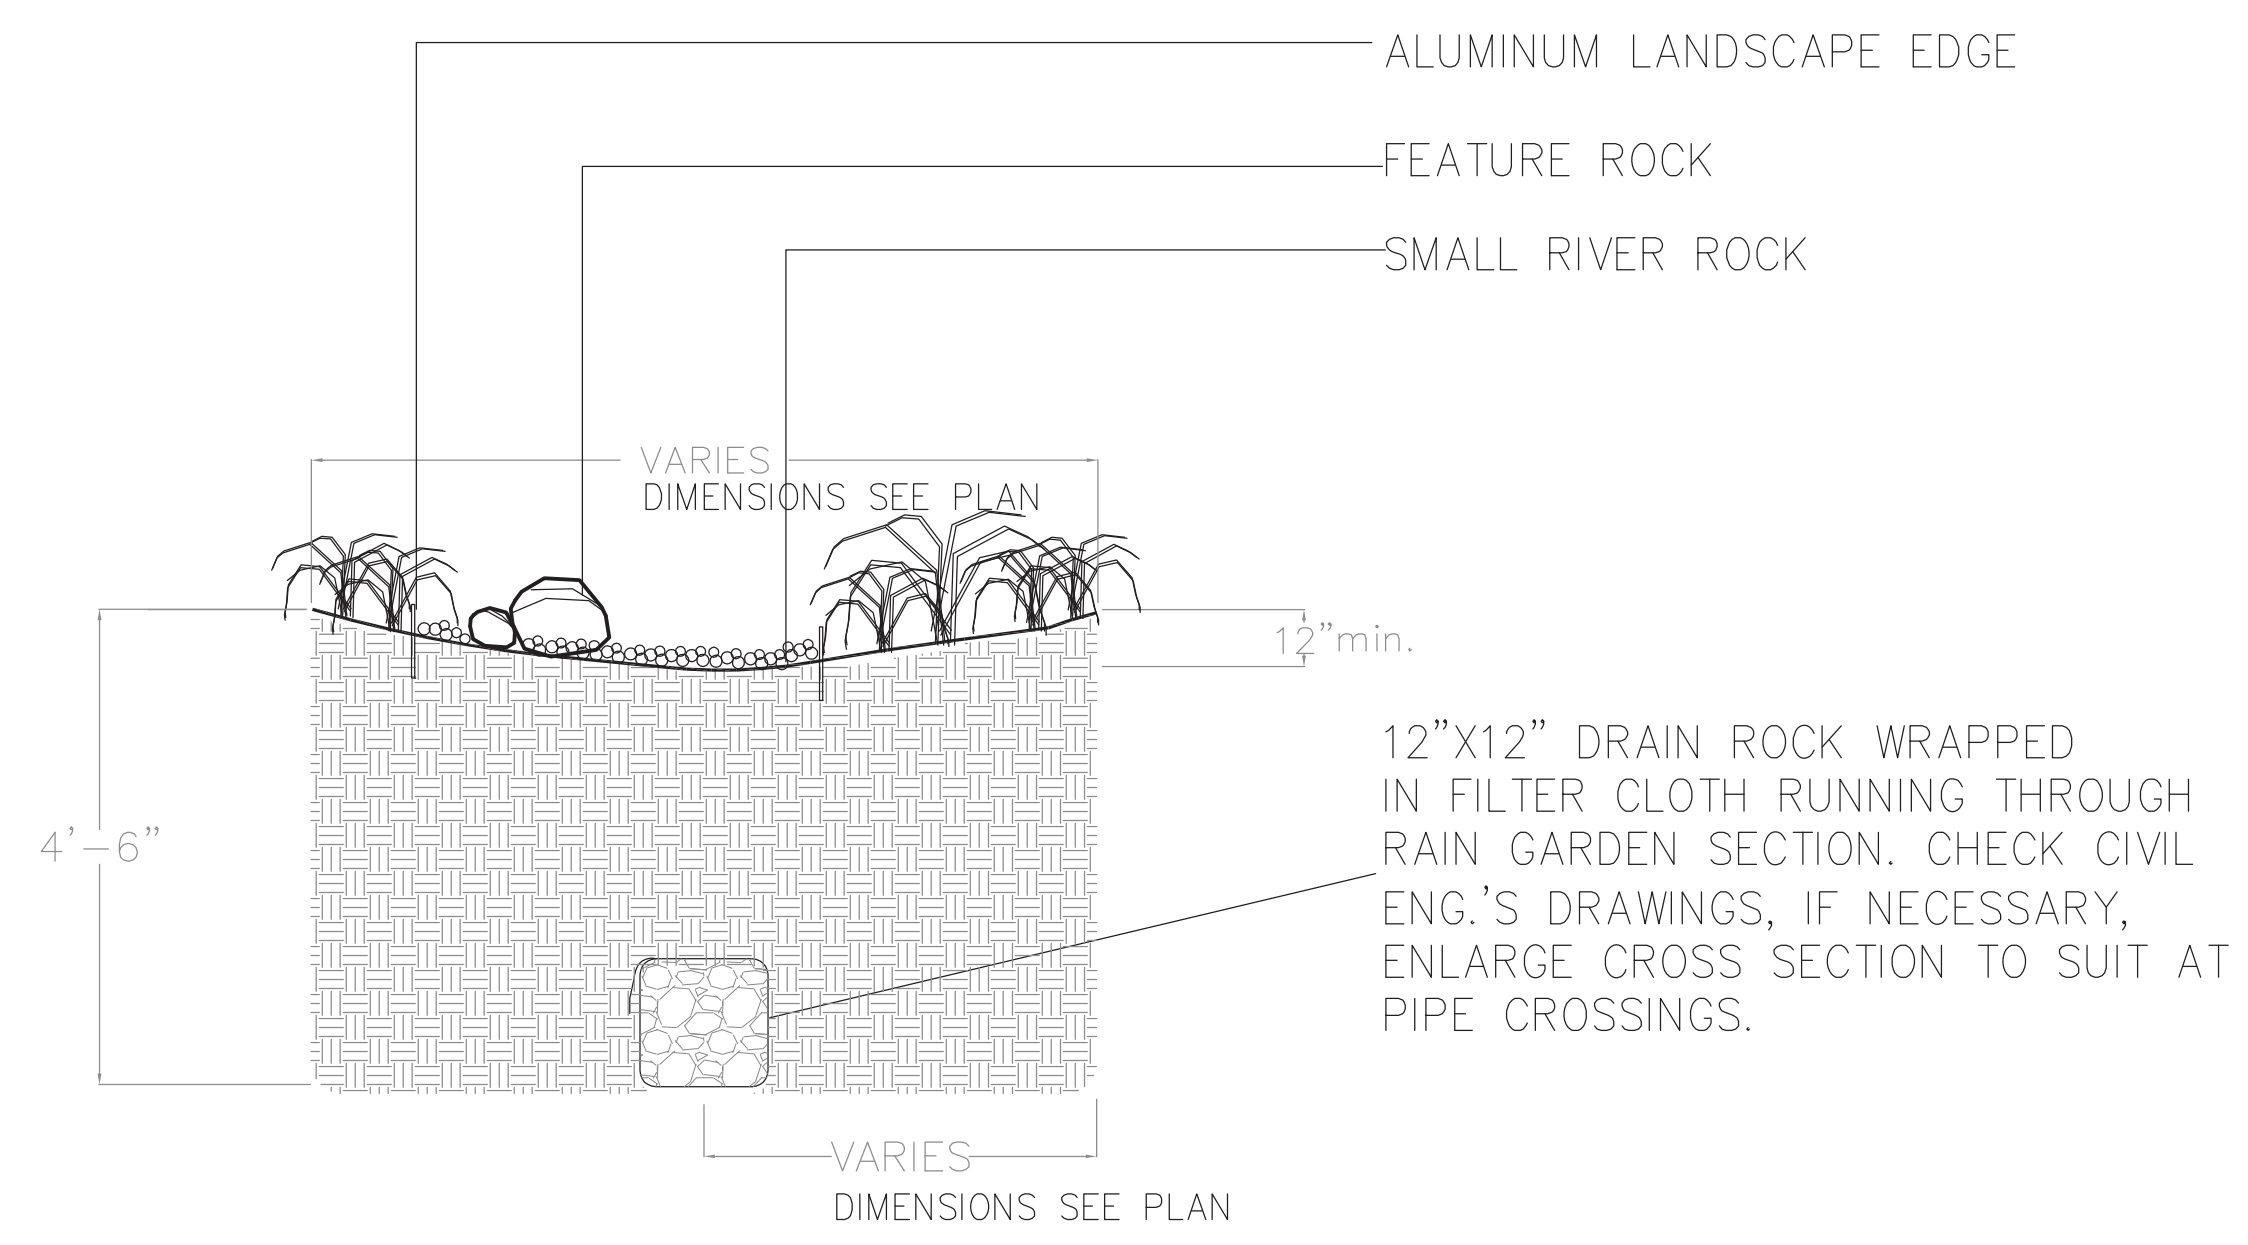 ALUMINUM LANDSCAPE EDGE
FEATURE ROCK
SMALL RIVER ROCK
VARIES
DIMENSIONS SEE PLAN
12”min.
12”X12” DRAIN ROCK WRAPPED
IN FILTER CLOTH RUNNING THROUGH
RAIN GARDEN SECTION. CHECK CIVIL
ENG.’S DRAWINGS, IF NECESSARY,
ENLARGE CROSS SECTION TO SUIT AT
PIPE CROSSINGS.
4’–6”
VARIES
DIMENSIONS SEE PLAN